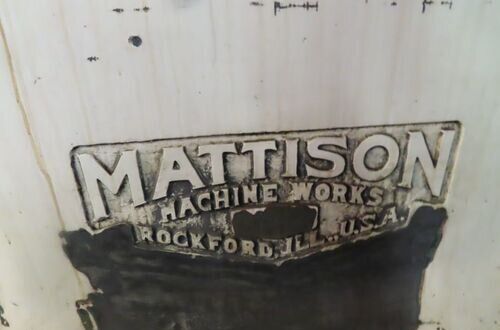 MATTISON
MACHINE WORKS
ROCKFORD, ILL., U.S.A.